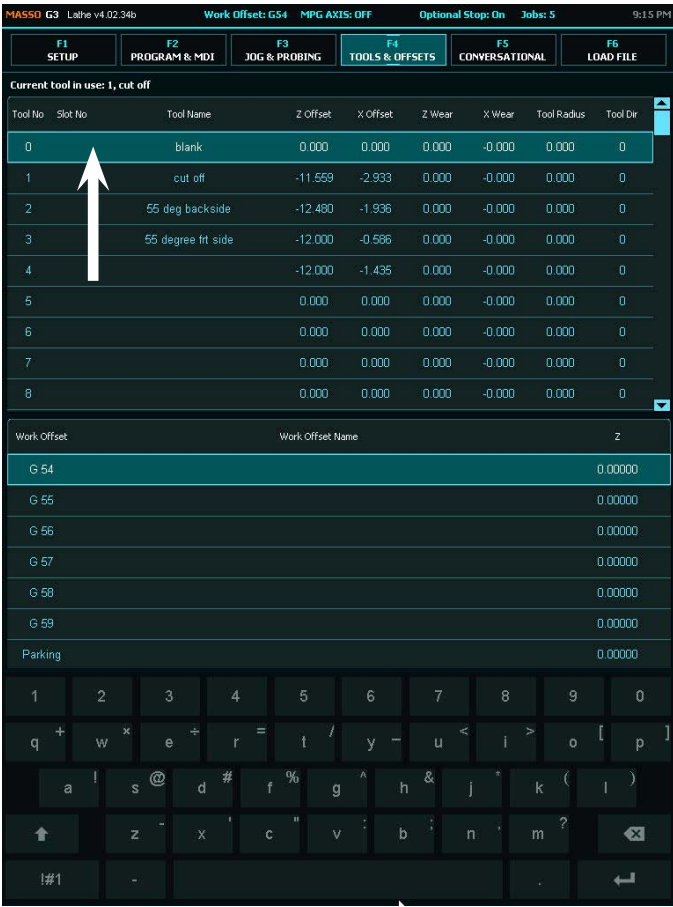 MASSO G3 Lathe v4.02.34b Work Offset: G54 MPG AXIS: OFF Optional Stop: On Jobs: 5 9:15 PM
F1 F2 F3 F4 F5 F6
SETUP PROGRAM & MDI JOG & PROBING TOOLS & OFFSETS CONVERSATIONAL LOAD FILE
Current tool in use: 1, cut off
Tool No Slot No Tool Name Z Offset X Offset Z Wear X Wear Tool Radius Tool Dir
0 blank 0.000 0.000 0.000 -0.000 0.000 0
1 cut off -11.559 -2.933 0.000 -0.000 0.000 0
2 55 deg backside -12.480 -1.936 0.000 -0.000 0.000 0
3 55 degree frt side -12.000 -0.586 0.000 -0.000 0.000 0
4 -12.000 -1.435 0.000 -0.000 0.000 0
5 0.000 0.000 0.000 -0.000 0.000 0
6 0.000 0.000 0.000 -0.000 0.000 0
7 0.000 0.000 0.000 -0.000 0.000 0
8 0.000 0.000 0.000 -0.000 0.000 0
Work Offset Work Offset Name Z
G 54 0.00000
G 55 0.00000
G 56 0.00000
G 57 0.00000
G 58 0.00000
G 59 0.00000
Parking 0.00000
1 2 3 4 5 6 7 8 9 0
q + w × e ÷ r = t / y _ u < i > o [ p ]
a ! s @ d # f % g ^ h & j * k ( l )
z - x ' c " v : b ; n , m ?
!#1 - .